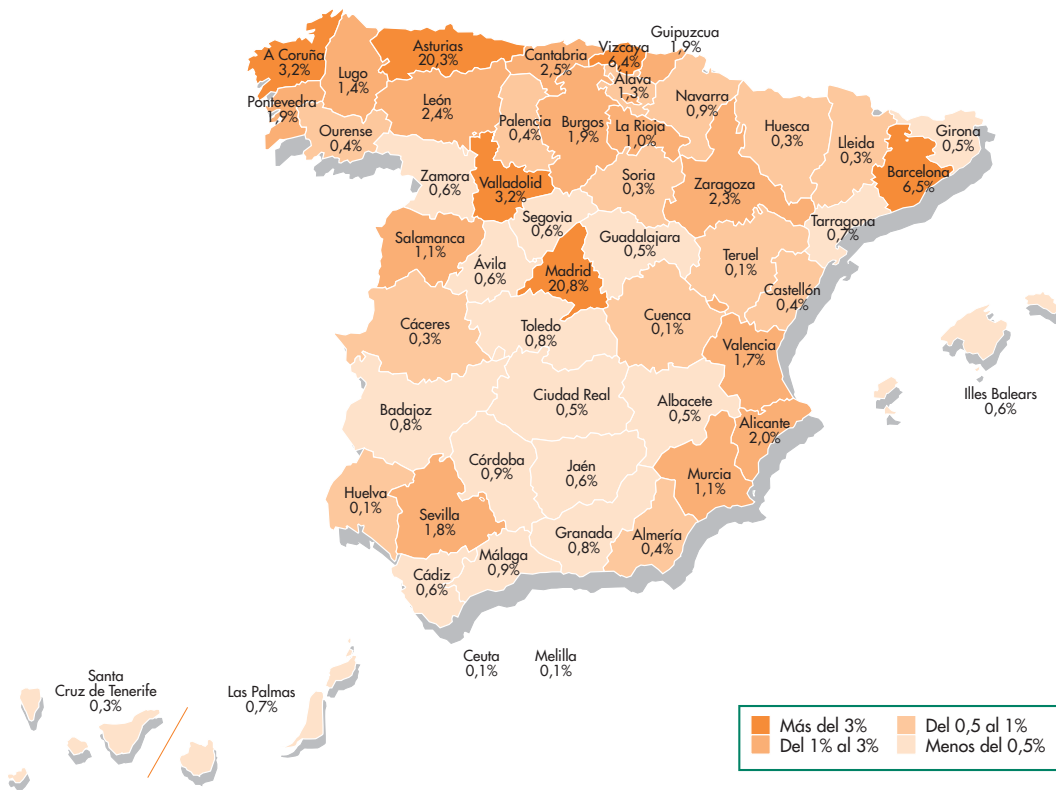 Guipuzcua
1,9%
A Coruña
3,2%
Asturias
20,3%
Cantabria
2,5%
Vizcaya
6,4%
Lugo
1,4%
Álava
1,3%
Navarra
0,9%
Pontevedra
1,9%
León
2,4%
Palencia
0,4%
Burgos
1,9%
La Rioja
1,0%
Huesca
0,3%
Lleida
0,3%
Girona
0,5%
Ourense
0,4%
Zamora
0,6%
Valladolid
3,2%
Soria
0,3%
Zaragoza
2,3%
Barcelona
6,5%
Segovia
0,6%
Tarragona
0,7%
Salamanca
1,1%
Ávila
0,6%
Madrid
20,8%
Guadalajara
0,5%
Teruel
0,1%
Castellón
0,4%
Cáceres
0,3%
Toledo
0,8%
Cuenca
0,1%
Valencia
1,7%
Illes Balears
0,6%
Badajoz
0,8%
Ciudad Real
0,5%
Albacete
0,5%
Alicante
2,0%
Córdoba
0,9%
Jaén
0,6%
Murcia
1,1%
Huelva
0,1%
Sevilla
1,8%
Granada
0,8%
Almería
0,4%
Málaga
0,9%
Cádiz
0,6%
Ceuta
0,1%
Melilla
0,1%
Santa
Cruz de Tenerife
0,3%
Las Palmas
0,7%
Más del 3%
Del 1% al 3%
Del 0,5 al 1%
Menos del 0,5%